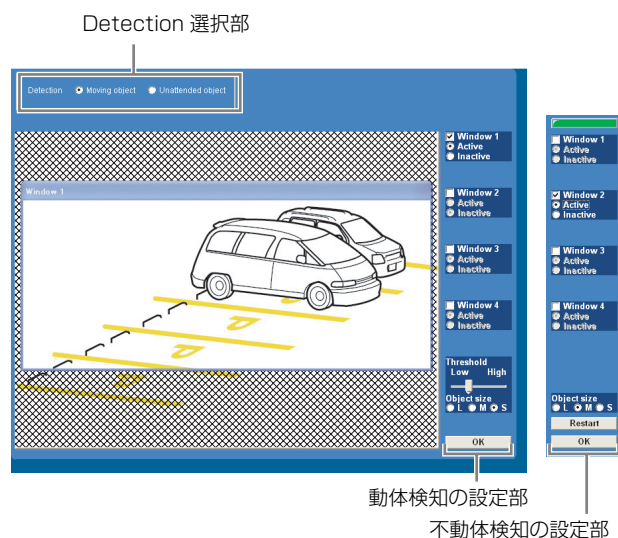 Detection 選択部
Detection Moving object Unattended object
Window 1
Active
Inactive
Window 2
Active
Inactive
Window 3
Active
Inactive
Window 4
Active
Inactive
Threshold
Low High
Object size
L M S
OK
Window 1
Window 1
Active
Inactive
Window 2
Active
Inactive
Window 3
Active
Inactive
Window 4
Active
Inactive
Object size
L M S
Restart
OK
動体検知の設定部
不動体検知の設定部